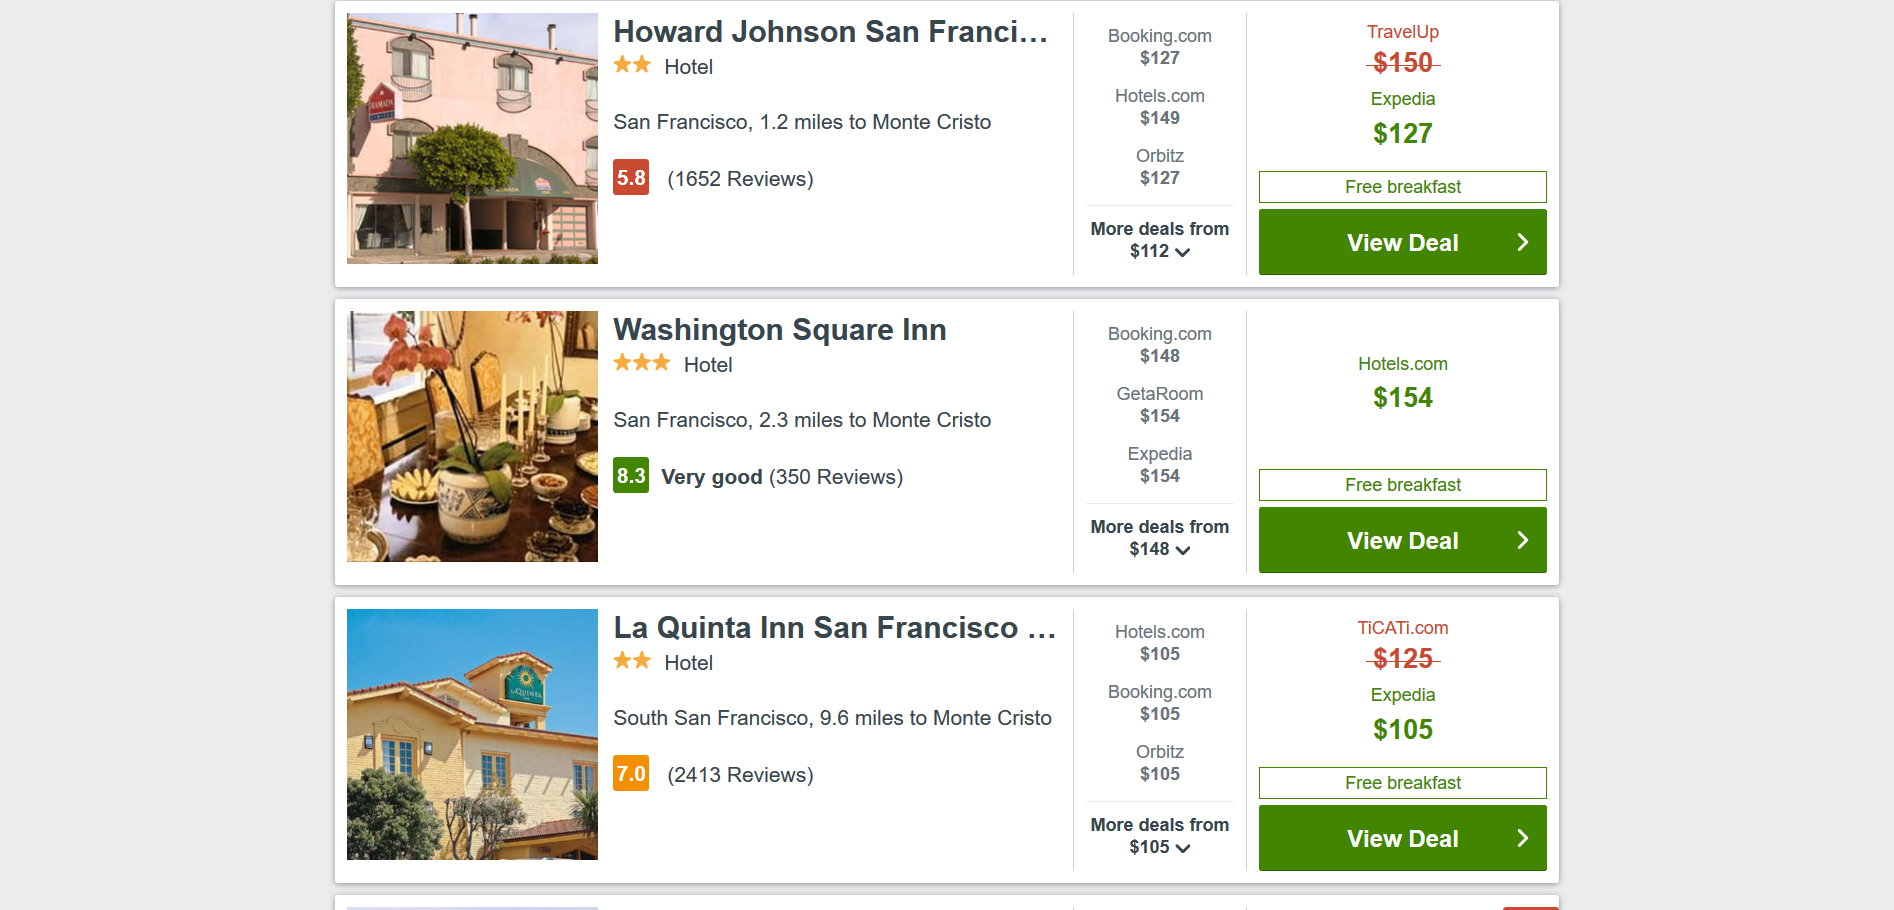 Howard Johnson San Franci...
Hotel
San Francisco, 1.2 miles to Monte Cristo
5.8 (1652 Reviews)
RAMADA
Booking.com
$127
Hotels.com
$149
Orbitz
$127
More deals from
$112
TravelUp
$150
Expedia
$127
Free breakfast
View Deal
Washington Square Inn
Hotel
San Francisco, 2.3 miles to Monte Cristo
8.3 Very good (350 Reviews)
Booking.com
$148
GetaRoom
$154
Expedia
$154
More deals from
$148
Hotels.com
$154
Free breakfast
View Deal
La Quinta Inn San Francisco ...
Hotel
South San Francisco, 9.6 miles to Monte Cristo
7.0 (2413 Reviews)
LAQUINTA
Hotels.com
$105
Booking.com
$105
Orbitz
$105
More deals from
$105
TiCATi.com
$125
Expedia
$105
Free breakfast
View Deal